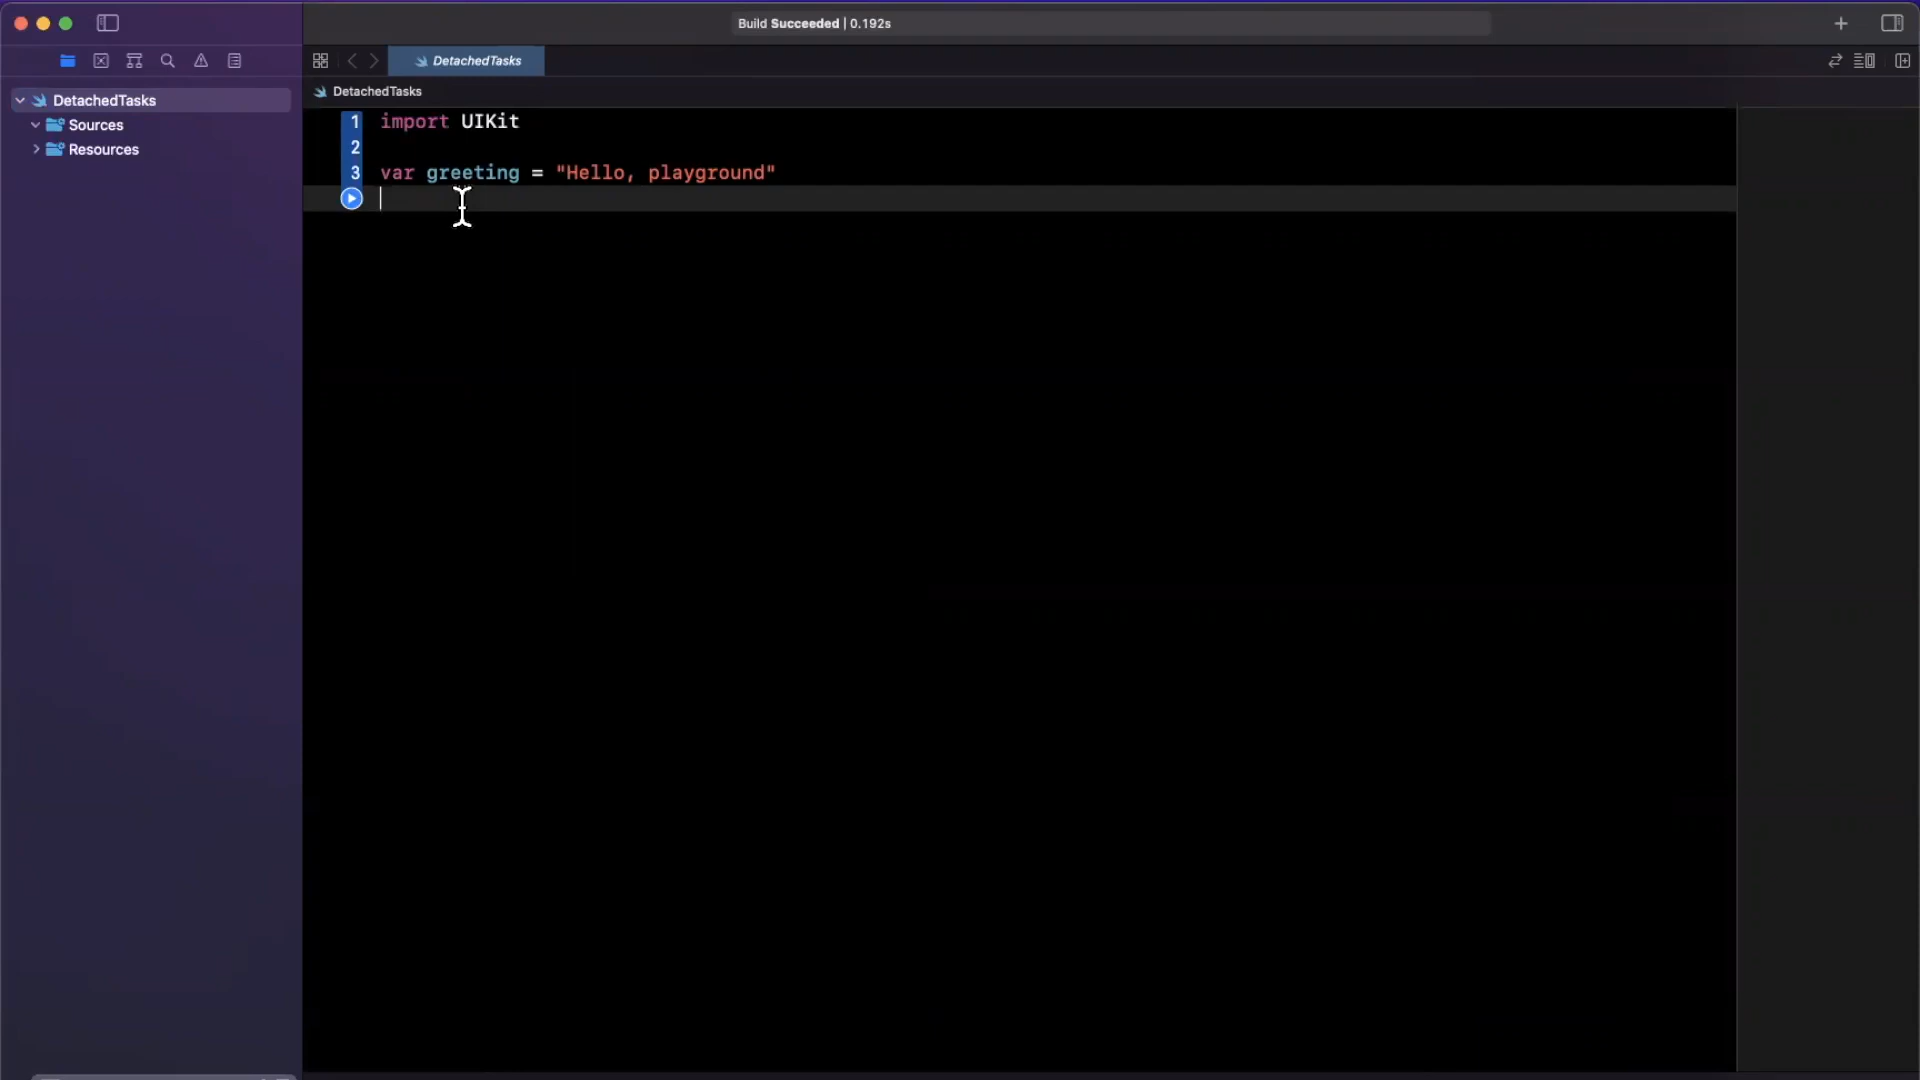 Build Succeeded | 0.192s
DetachedTasks
DetachedTasks
Sources
Resources
DetachedTasks
1 import UIKit
2
3 var greeting = "Hello, playground"